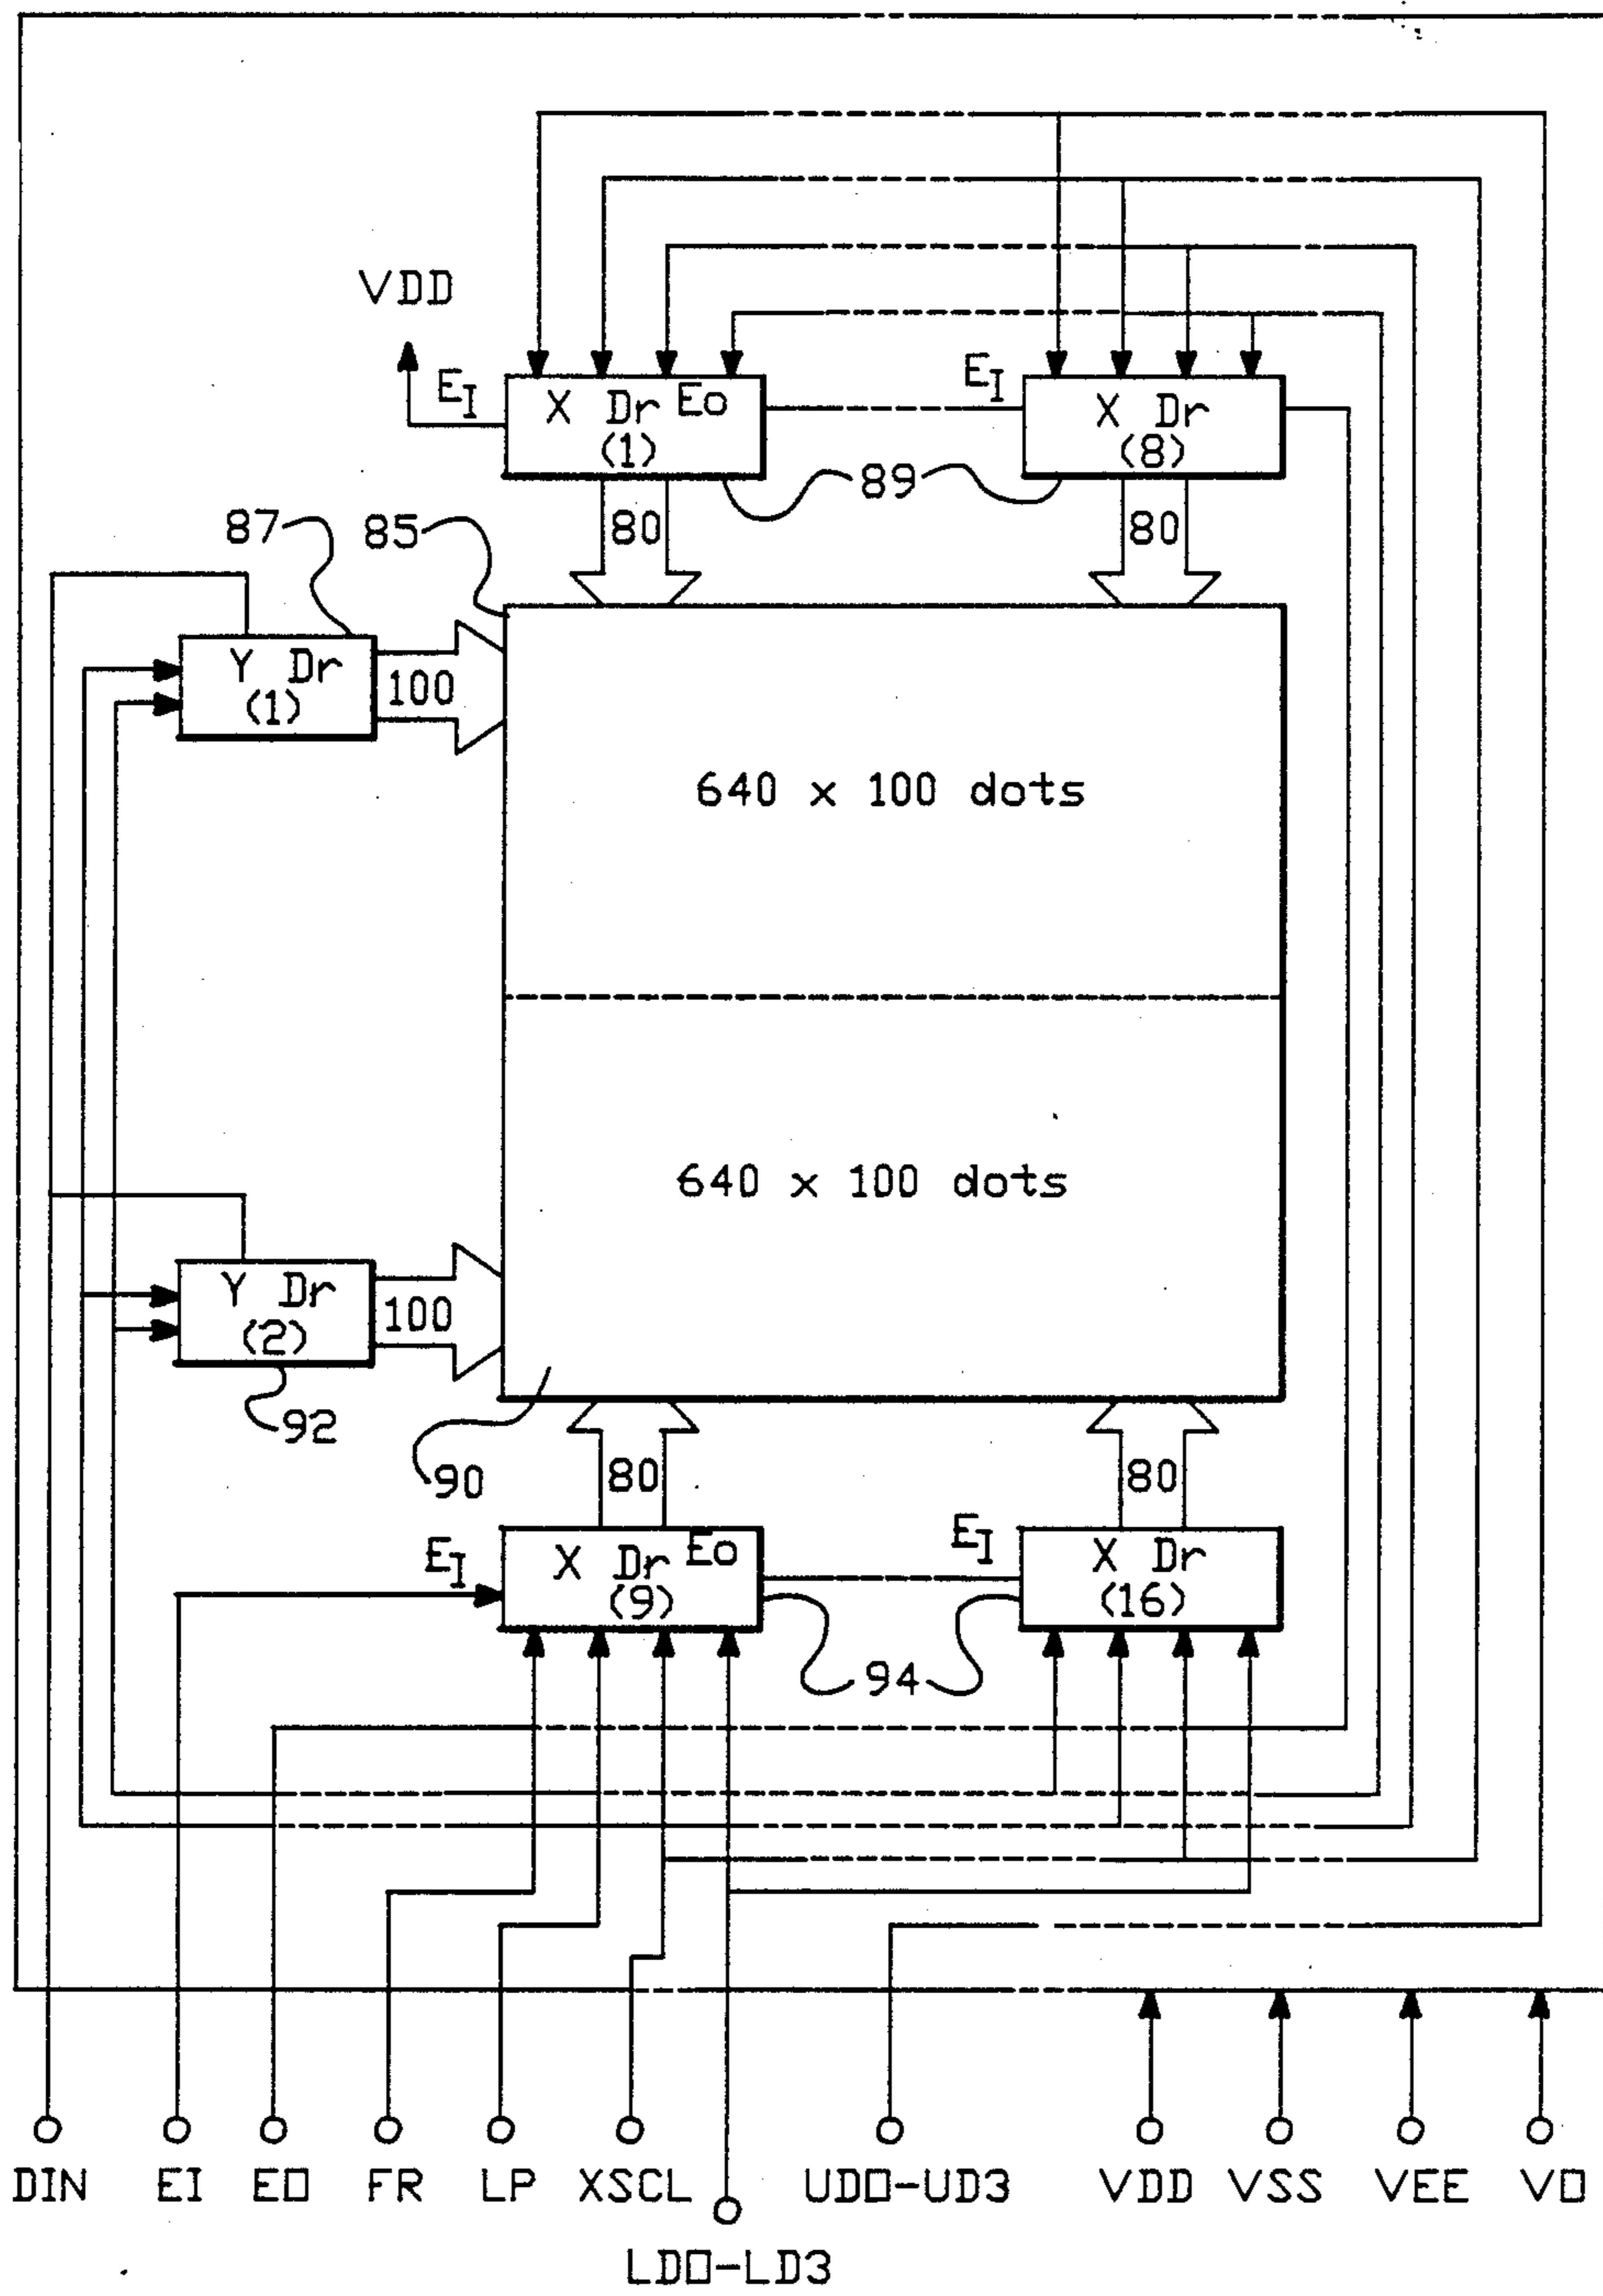 VDD
EI
X Dr Eo
(1)
EI
X Dr
(8)
89
80
80
87
85
Y Dr
(1)
100
640 x 100 dots
640 x 100 dots
Y Dr
(2)
100
92
90
80
80
EI
X Dr Eo
(9)
EI
X Dr
(16)
94
DIN EI EO FR LP XSCL UD0-UD3 VDD VSS VEE V0
LD0-LD3